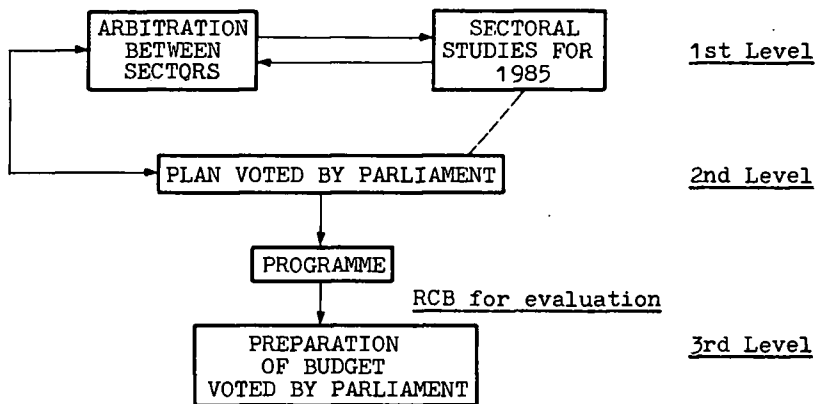 ARBITRATION
BETWEEN
SECTQRS
SECTORAL
STUDIES FOR
1985
1st Level
PLAN VOTED BY PARLIAMENT
2nd Level
PROGRAMME
RCB for evaluation
PREPARATION
OF BUDGET
VOTED BY PARLIAMENT
3rd Level